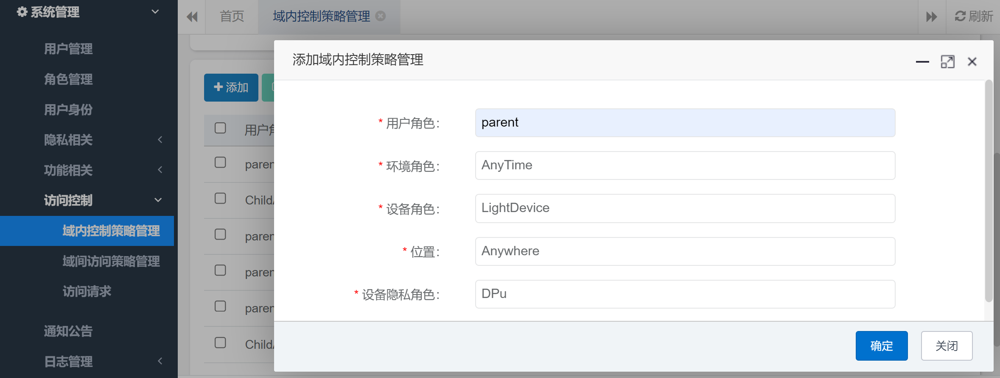 系统管理
用户管理
角色管理
用户身份
隐私相关
功能相关
访问控制
域内控制策略管理
域间访问策略管理
访问请求
通知公告
日志管理
首页
域内控制策略管理
刷新
添加
用户
paren
Child
paren
paren
paren
Child
添加域内控制策略管理
* 用户角色：
parent
* 环境角色：
AnyTime
* 设备角色：
LightDevice
* 位置：
Anywhere
* 设备隐私角色：
DPu
确定
关闭